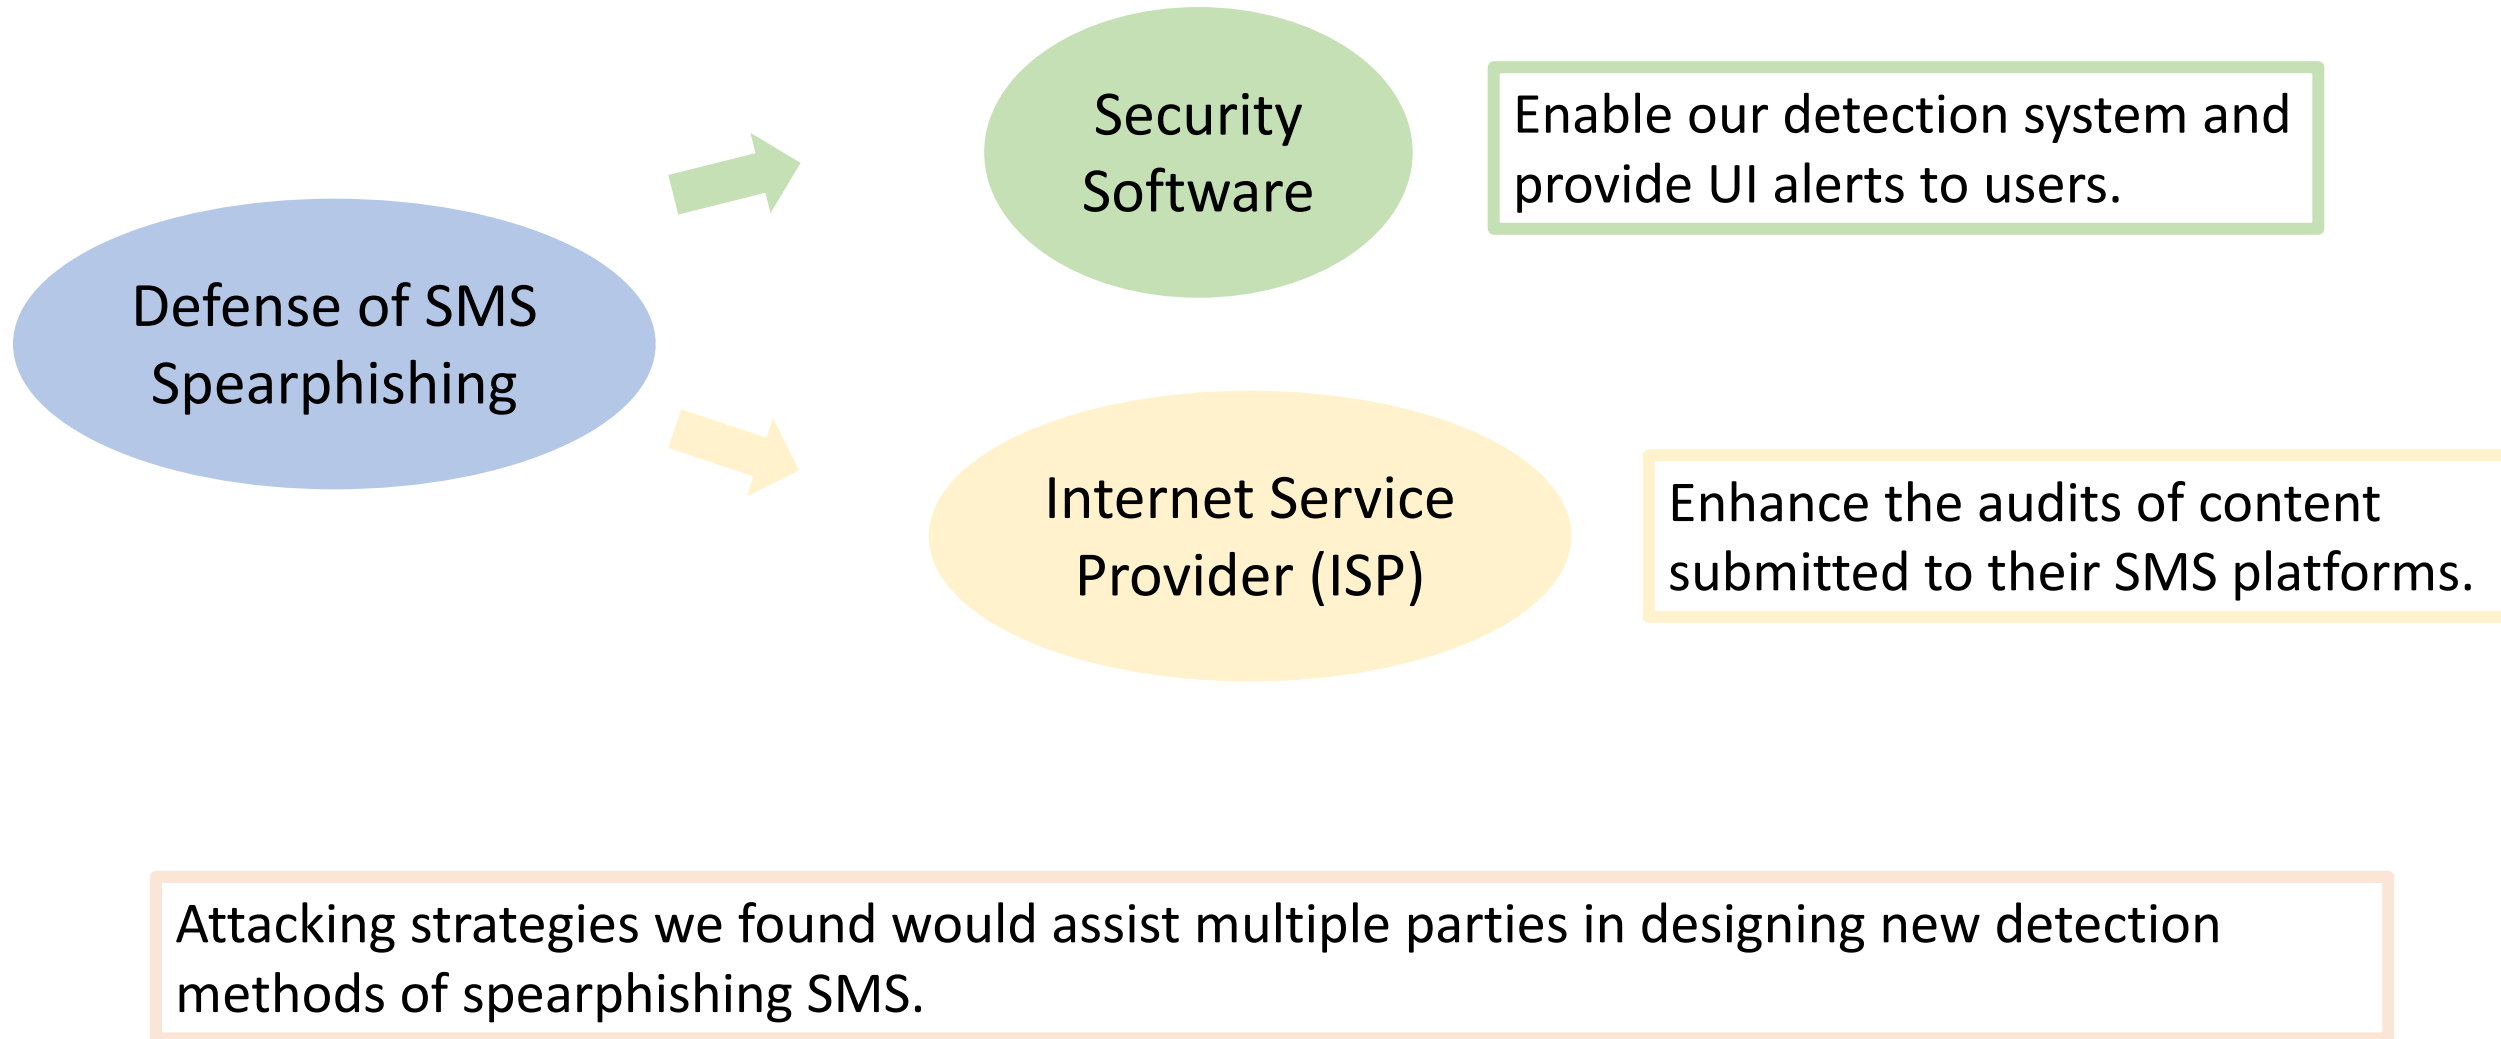 Defense of SMS
Spearphishing
Security
Software
Enable our detection system and
provide UI alerts to users.
Internet Service
Provider (ISP)
Enhance the audits of content
submitted to their SMS platforms.
Attacking strategies we found would assist multiple parties in designing new detection
methods of spearphishing SMS.